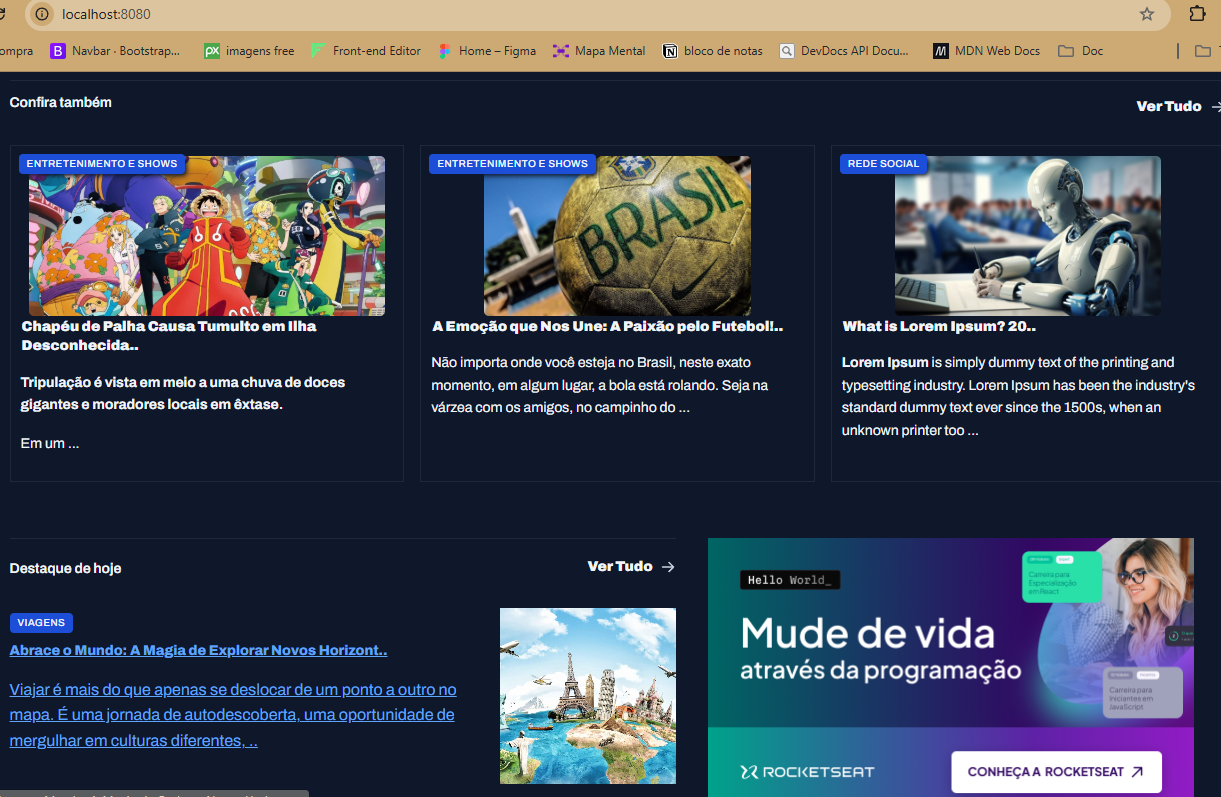 localhost:8080
ompra
Navbar · Bootstrap...
imagens free
Front-end Editor
Home – Figma
Mapa Mental
bloco de notas
DevDocs API Docu...
MDN Web Docs
Doc
Confira também
Ver Tudo →
ENTRETENIMENTO E SHOWS
Chapéu de Palha Causa Tumulto em Ilha
Desconhecida..
Tripulação é vista em meio a uma chuva de doces
gigantes e moradores locais em êxtase.
Em um ...
ENTRETENIMENTO E SHOWS
BRASIL
A Emoção que Nos Une: A Paixão pelo Futebol!..
Não importa onde você esteja no Brasil, neste exato
momento, em algum lugar, a bola está rolando. Seja na
várzea com os amigos, no campinho do ...
REDE SOCIAL
What is Lorem Ipsum? 20..
Lorem Ipsum is simply dummy text of the printing and
typesetting industry. Lorem Ipsum has been the industry's
standard dummy text ever since the 1500s, when an
unknown printer too ...
Destaque de hoje
Ver Tudo →
VIAGENS
Abrace o Mundo: A Magia de Explorar Novos Horizont..
Viajar é mais do que apenas se deslocar de um ponto a outro no
mapa. É uma jornada de autodescoberta, uma oportunidade de
mergulhar em culturas diferentes, ..
Hello World_
Mude de vida
através da programação
Carreira para
Especialização
em React
Carreira para
Iniciantes em
JavaScript
ROCKETSEAT
CONHEÇA A ROCKETSEAT